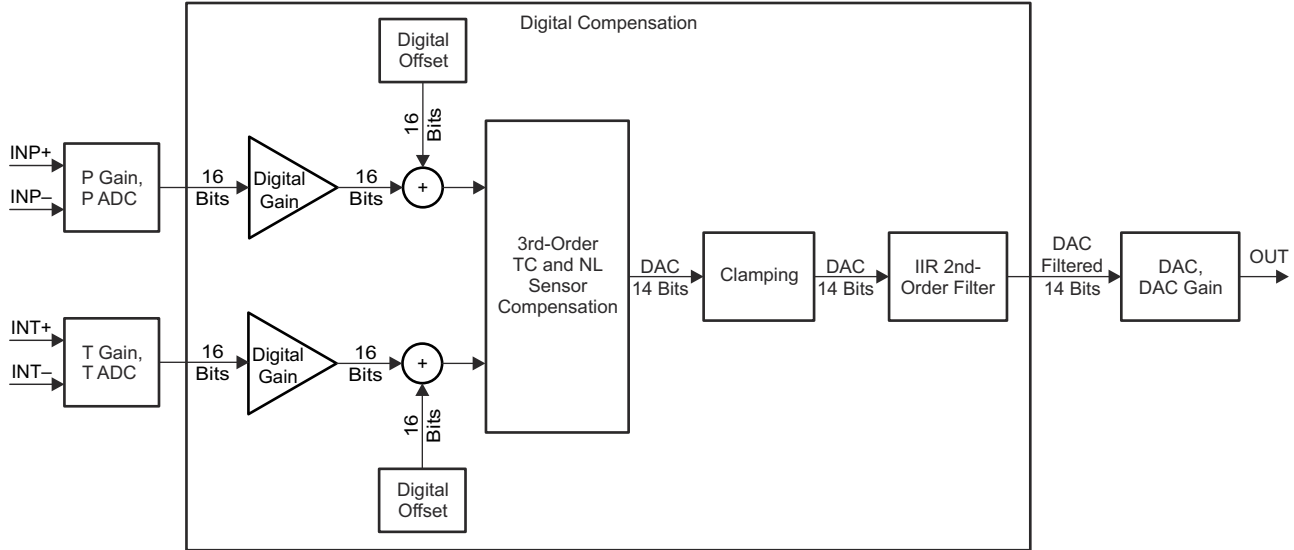 Digital Compensation
Digital
Offset
16
Bits
INP+
INP–
P Gain,
P ADC
16
Bits
Digital
Gain
16
Bits
+
3rd-Order
TC and NL
Sensor
Compensation
DAC
14 Bits
Clamping
DAC
14 Bits
IIR 2nd-
Order Filter
DAC
Filtered
14 Bits
DAC,
DAC Gain
OUT
INT+
INT–
T Gain,
T ADC
16
Bits
Digital
Gain
16
Bits
+
16
Bits
Digital
Offset